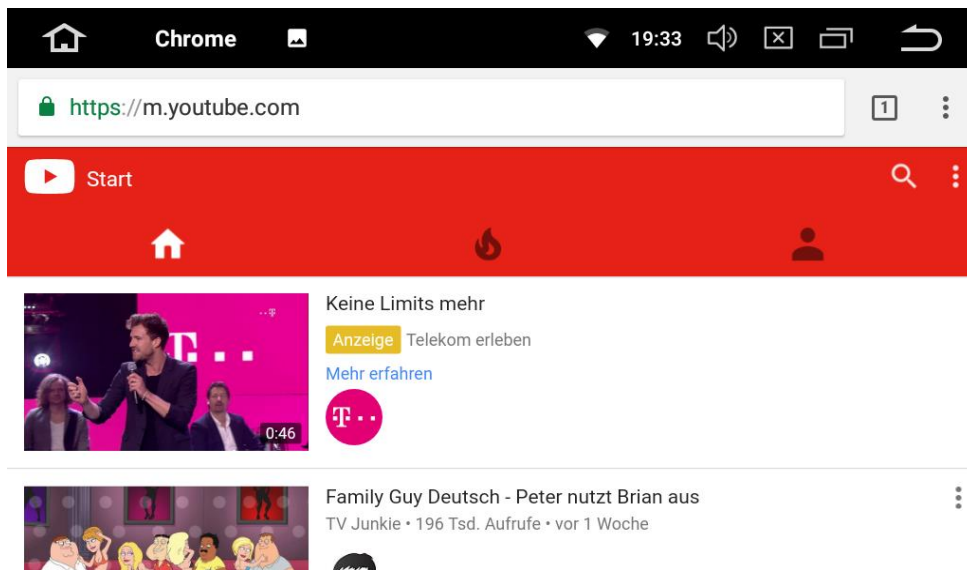 Chrome
19:33
https://m.youtube.com
1
Start
Keine Limits mehr
Anzeige Telekom erleben
Mehr erfahren
T
T
0:46
Family Guy Deutsch - Peter nutzt Brian aus
TV Junkie • 196 Tsd. Aufrufe • vor 1 Woche